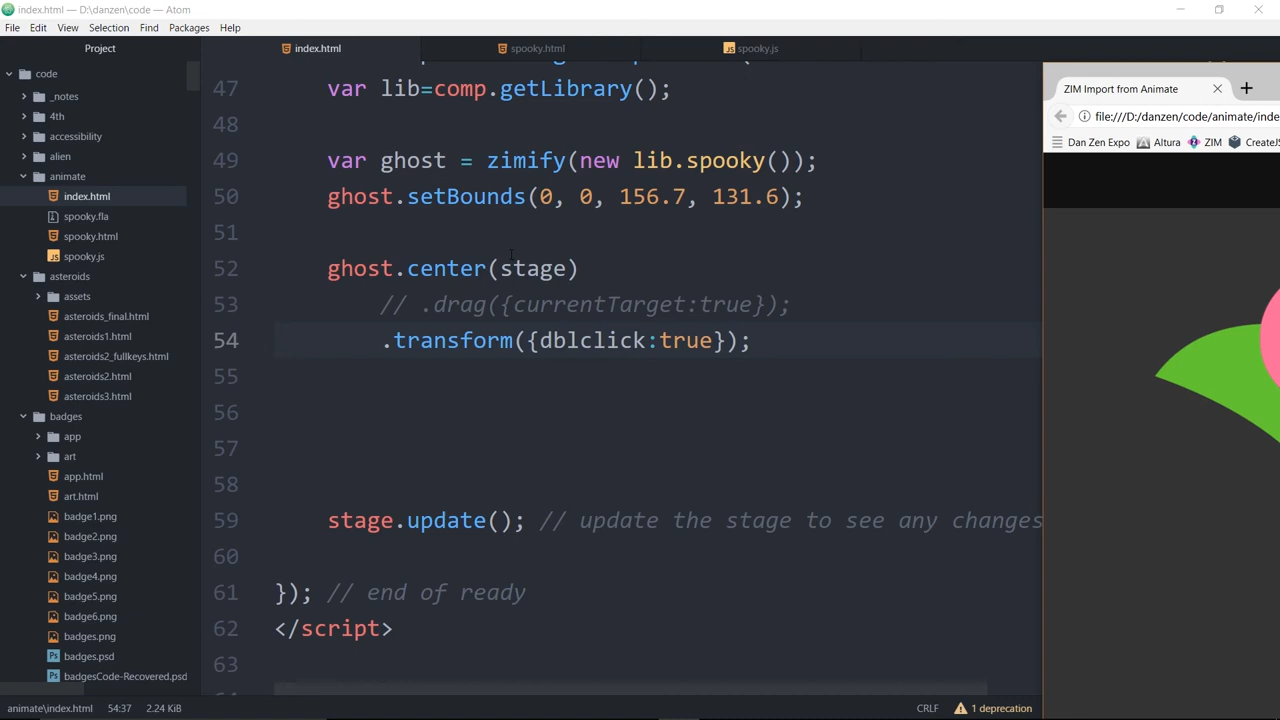 index.html — D:\danzen\code — Atom
File Edit View Selection Find Packages Help
Project
index.html
spooky.html
spooky.js
code
_notes
4th
accessibility
alien
animate
index.html
spooky.fla
spooky.html
spooky.js
asteroids
assets
asteroids_final.html
asteroids1.html
asteroids2_fullkeys.html
asteroids2.html
asteroids3.html
badges
app
art
app.html
art.html
badge1.png
badge2.png
badge3.png
badge4.png
badge5.png
badge6.png
badges.png
badges.psd
badgesCode-Recovered.psd
47 var lib=comp.getLibrary();
48
49 var ghost = zimify(new lib.spooky());
50 ghost.setBounds(0, 0, 156.7, 131.6);
51
52 ghost.center(stage)
53 // .drag({currentTarget:true});
54 .transform({dblclick:true});
55
56
57
58
59 stage.update(); // update the stage to see any changes
60
61 }); // end of ready
62 </script>
63
ZIM Import from Animate
file:///D:/danzen/code/animate/inde
Dan Zen Expo Altura ZIM CreateJS
animate\index.html 54:37 2.24 KiB
CRLF 1 deprecation